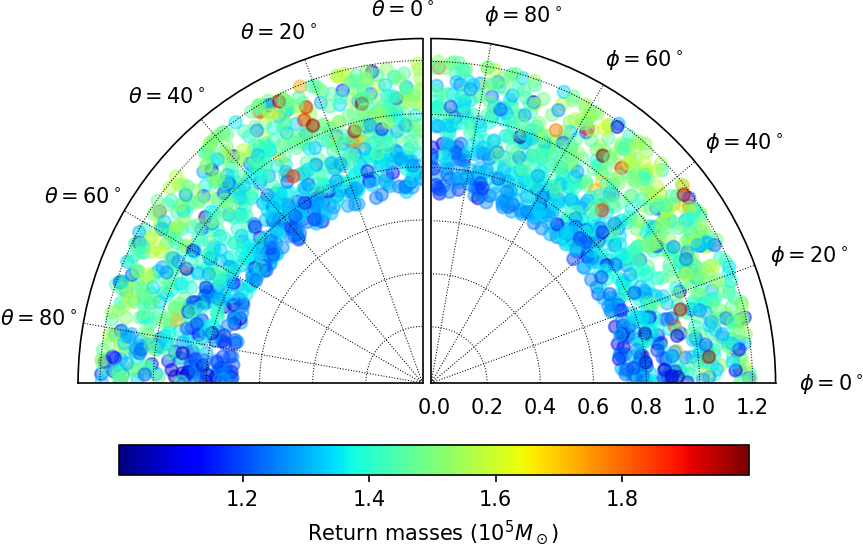 θ = 0°
ϕ = 80°
θ = 20°
ϕ = 60°
θ = 40°
ϕ = 40°
θ = 60°
ϕ = 20°
θ = 80°
ϕ = 0°
0.0 0.2 0.4 0.6 0.8 1.0 1.2
1.2 1.4 1.6 1.8
Return masses (10⁵M☉)